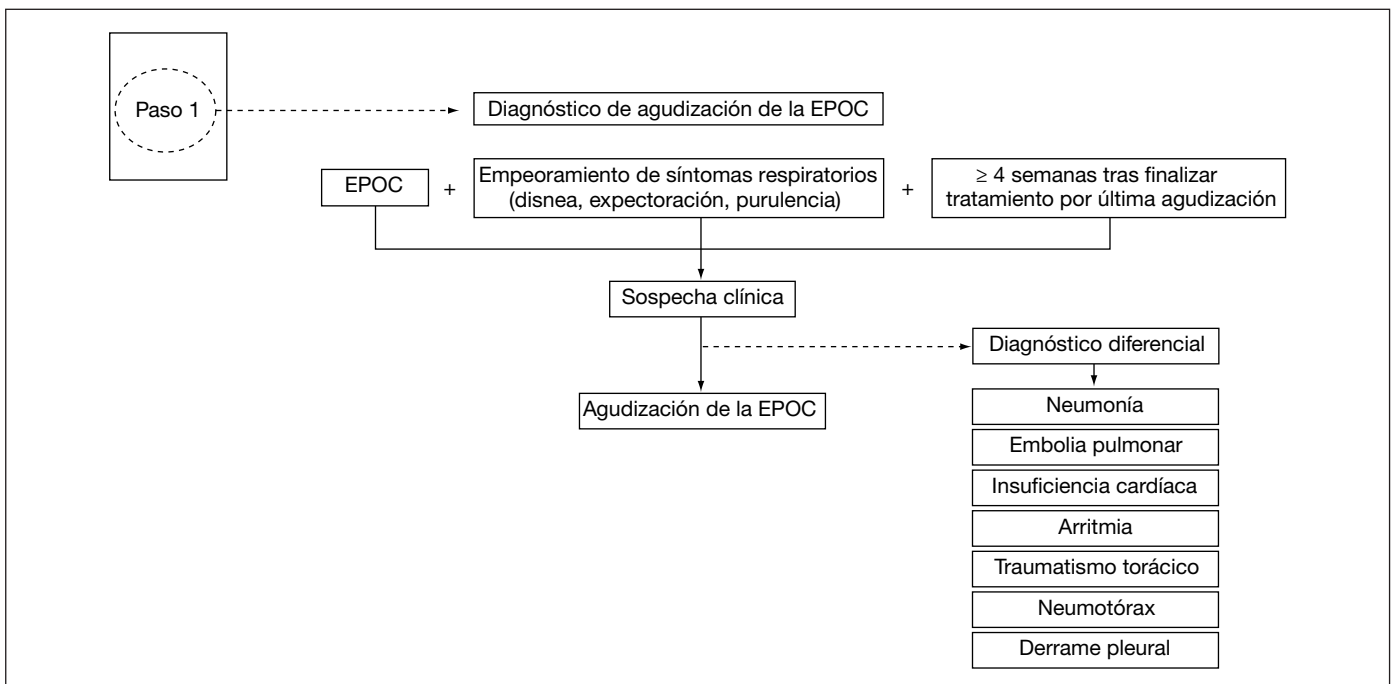 Paso 1
Diagnóstico de agudización de la EPOC
EPOC
+
Empeoramiento de síntomas respiratorios
(disnea, expectoración, purulencia)
+
≥ 4 semanas tras finalizar
tratamiento por última agudización
Sospecha clínica
Diagnóstico diferencial
Agudización de la EPOC
Neumonía
Embolia pulmonar
Insuficiencia cardíaca
Arritmia
Traumatismo torácico
Neumotórax
Derrame pleural